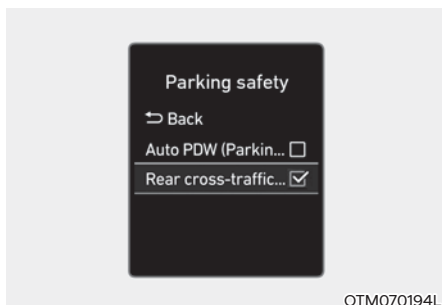 Parking safety
Back
Auto PDW (Parkin...
Rear cross-traffic...
OTM070194L